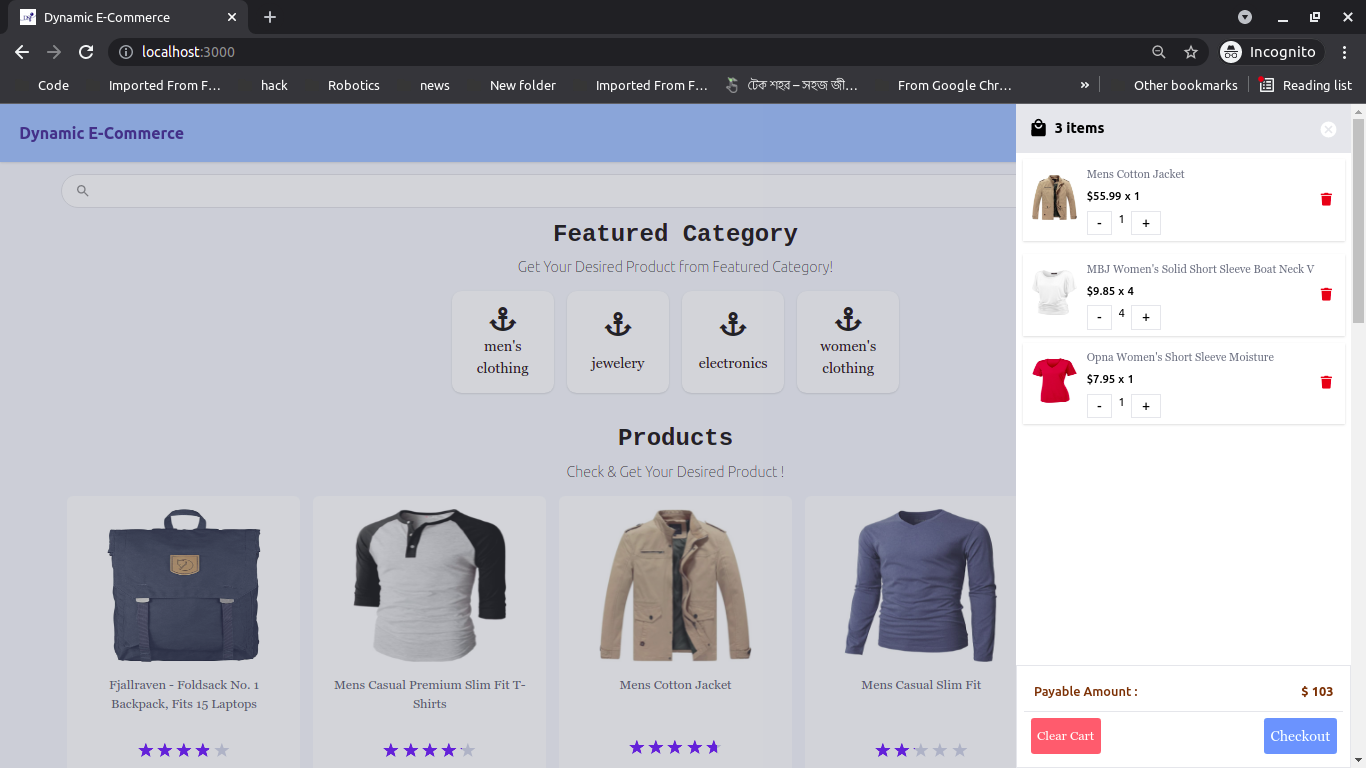 Dynamic E-Commerce
localhost:3000
Incognito
Code
Imported From F...
hack
Robotics
news
New folder
Imported From F...
টেক শহর – সহজ জী...
From Google Chr...
»
Other bookmarks
Reading list
Dynamic E-Commerce
Featured Category
Get Your Desired Product from Featured Category!
men's
clothing
jewelery
electronics
women's
clothing
Products
Check & Get Your Desired Product !
Fjallraven - Foldsack No. 1
Backpack, Fits 15 Laptops
Mens Casual Premium Slim Fit T-
Shirts
Mens Cotton Jacket
Mens Casual Slim Fit
3 items
Mens Cotton Jacket
$55.99 x 1
- 1 +
MBJ Women's Solid Short Sleeve Boat Neck V
$9.85 x 4
- 4 +
Opna Women's Short Sleeve Moisture
$7.95 x 1
- 1 +
Payable Amount : $ 103
Clear Cart
Checkout